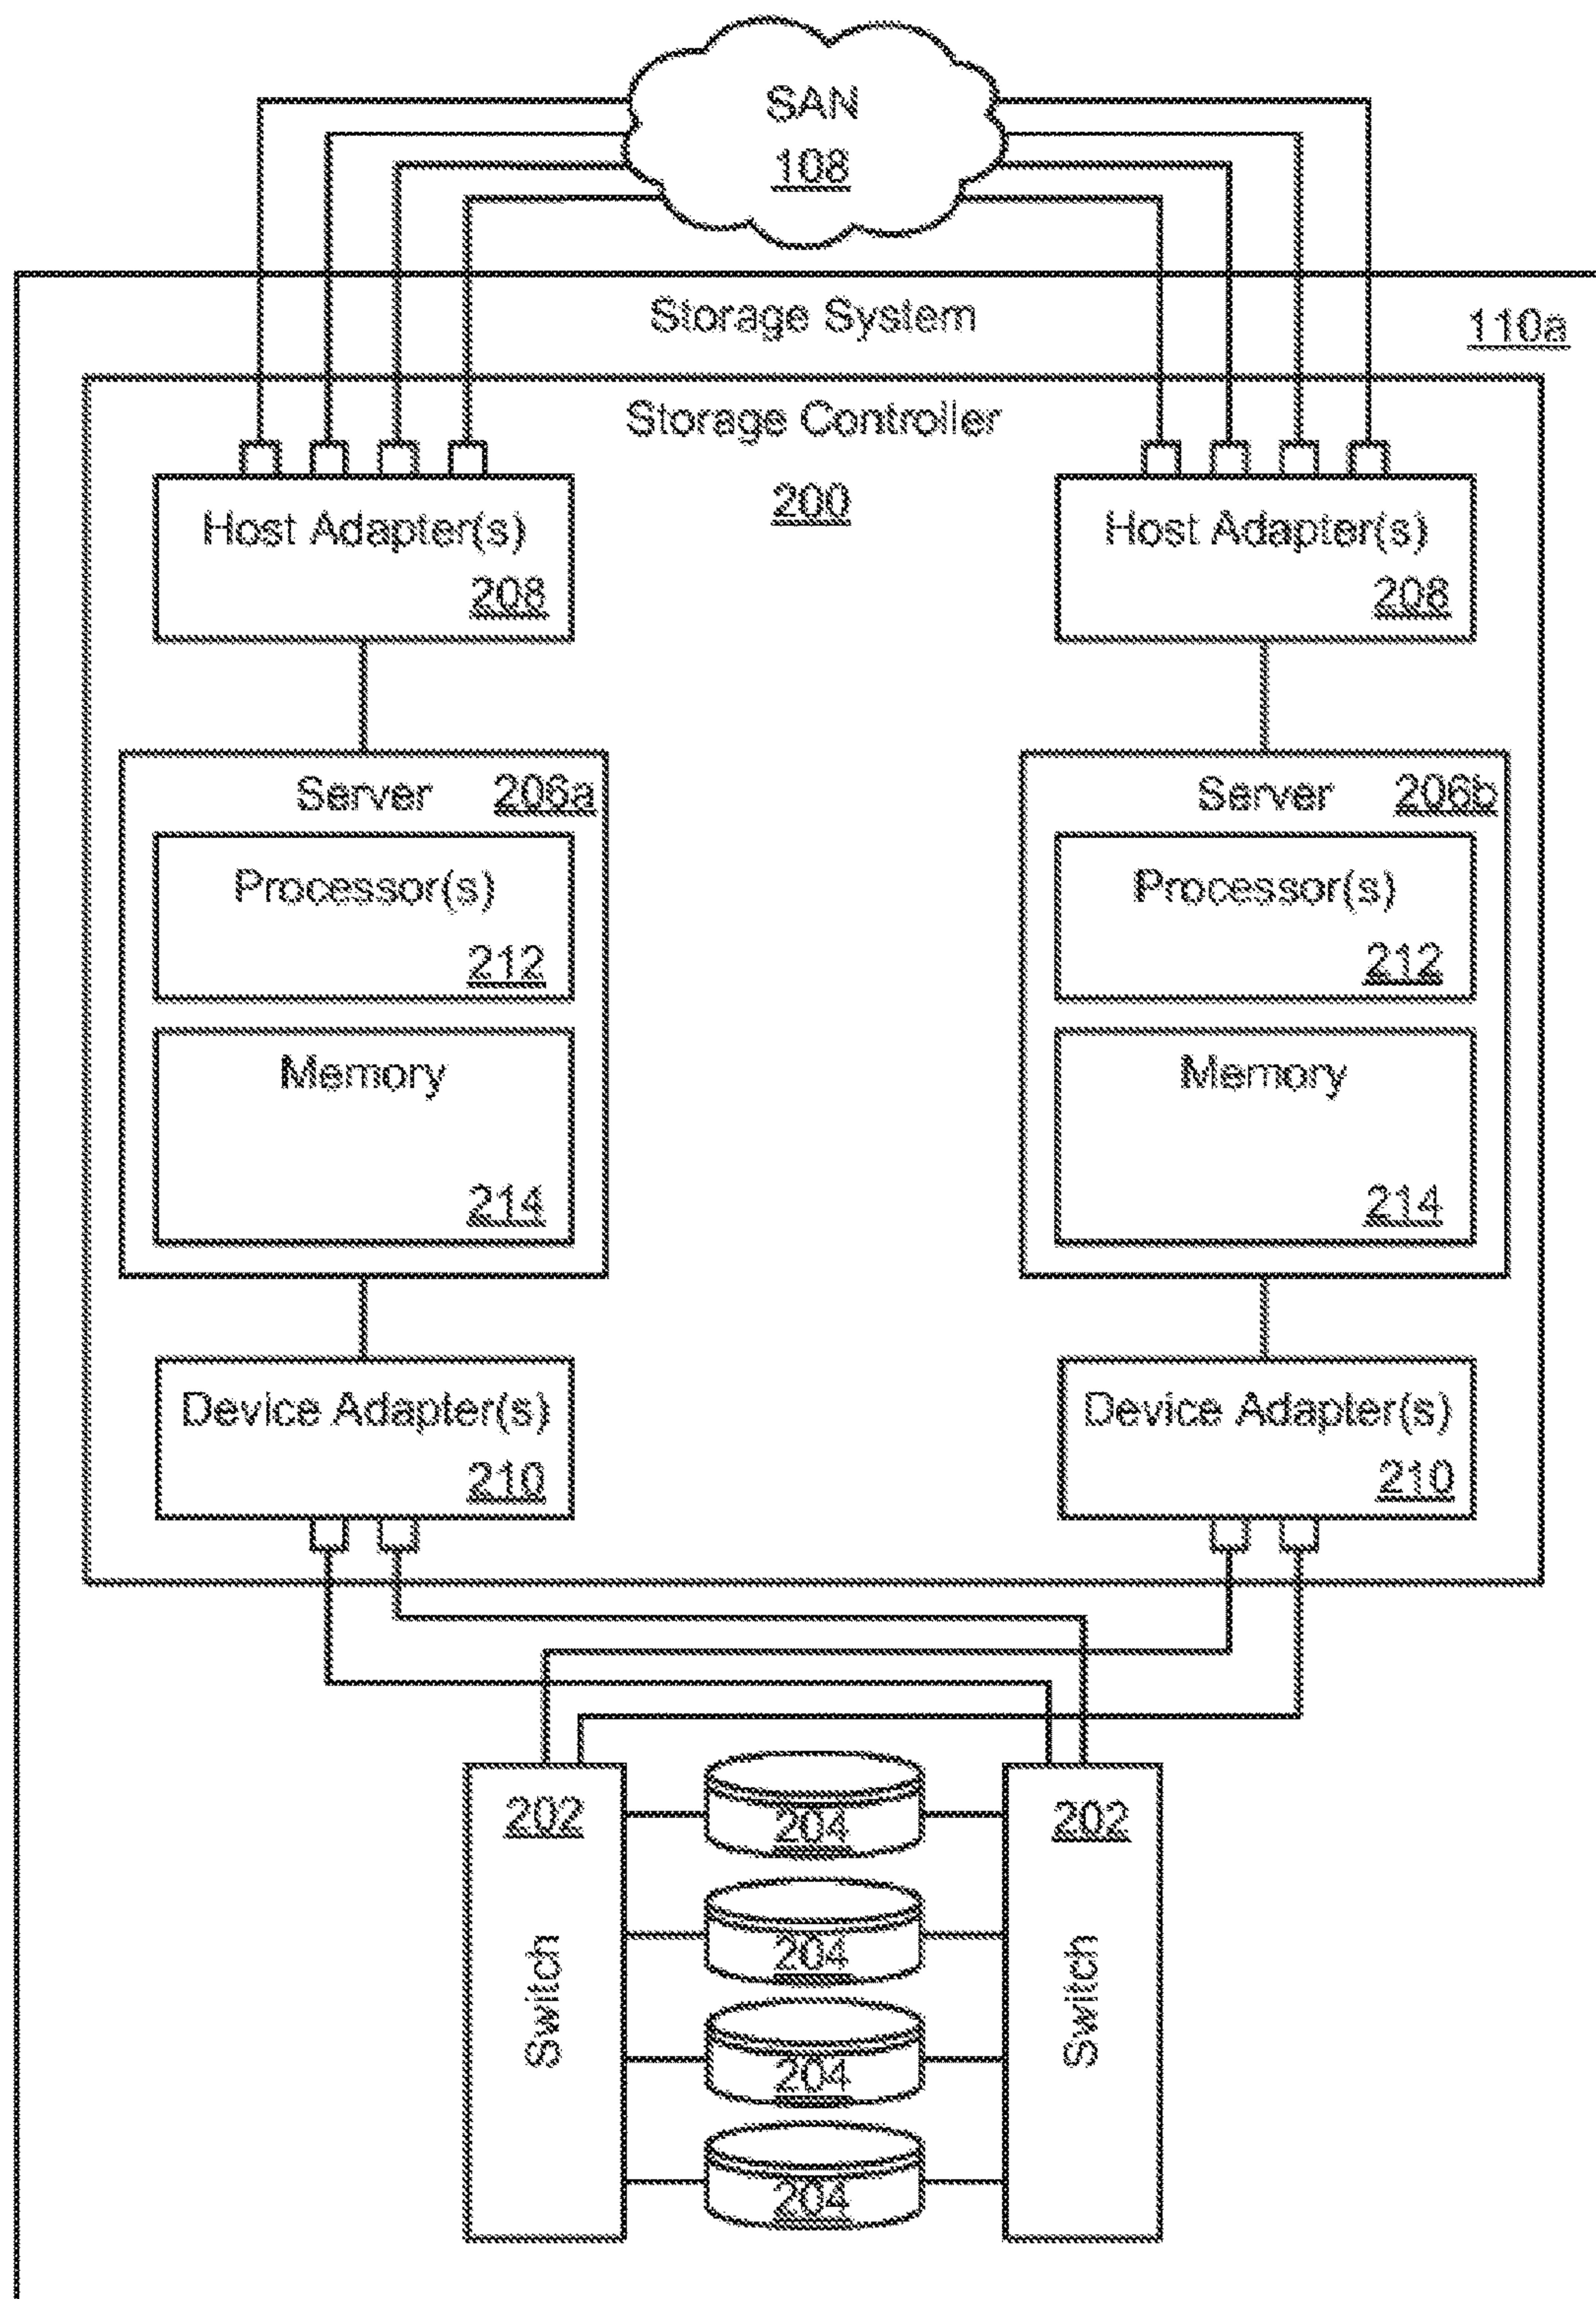 SAN
108
Storage System
110a
Storage Controller
200
Host Adapter(s)
208
Host Adapter(s)
208
Server 206a
Processor(s)
212
Memory
214
Server 206b
Processor(s)
212
Memory
214
Device Adapter(s)
210
Device Adapter(s)
210
202
Switch
204
204
204
204
202
Switch